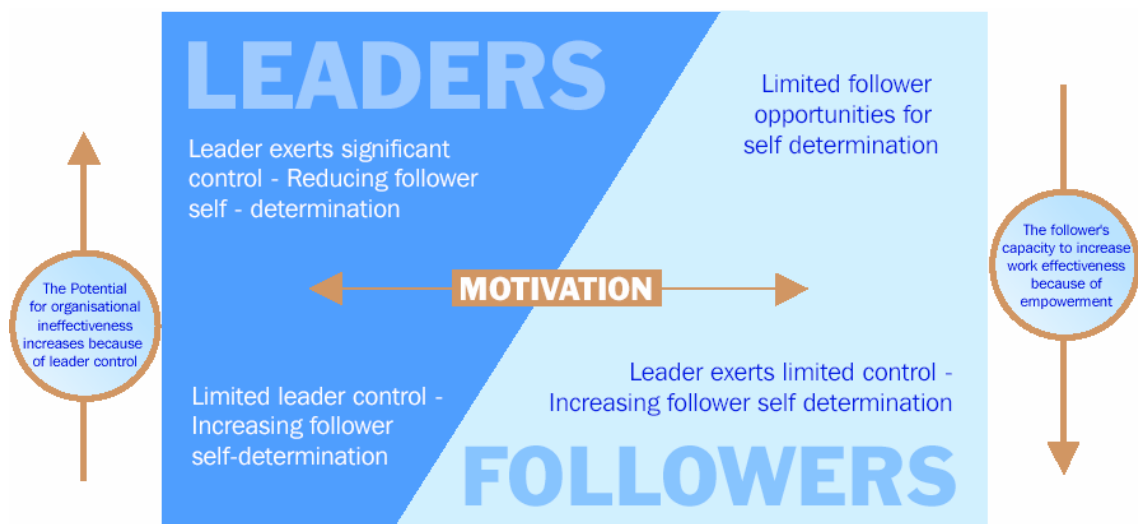 LEADERS
Leader exerts significant
control - Reducing follower
self - determination
Limited follower
opportunities for
self determination
The Potential
for organisational
ineffectiveness
increases because
of leader control
MOTIVATION
The follower's
capacity to increase
work effectiveness
because of
empowerment
Limited leader control -
Increasing follower
self-determination
Leader exerts limited control -
Increasing follower self determination
FOLLOWERS